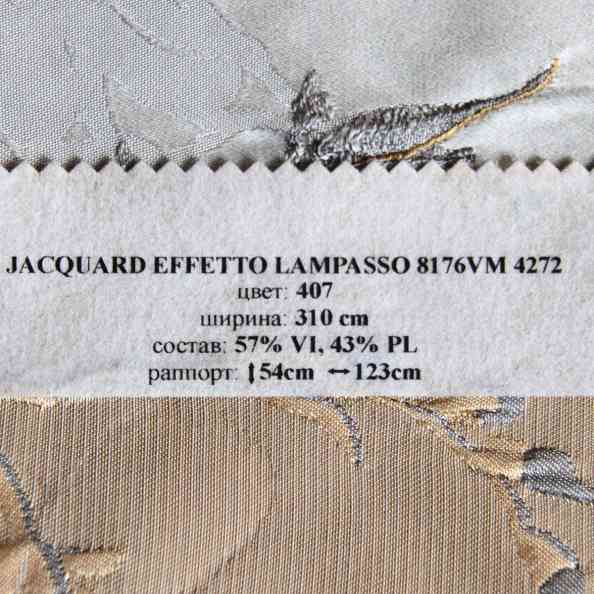 JACQUARD EFFETTO LAMPASSO 8176VM 4272
цвет: 407
ширина: 310 cm
состав: 57% VI, 43% PL
раппорт: ↕54cm ↔123cm